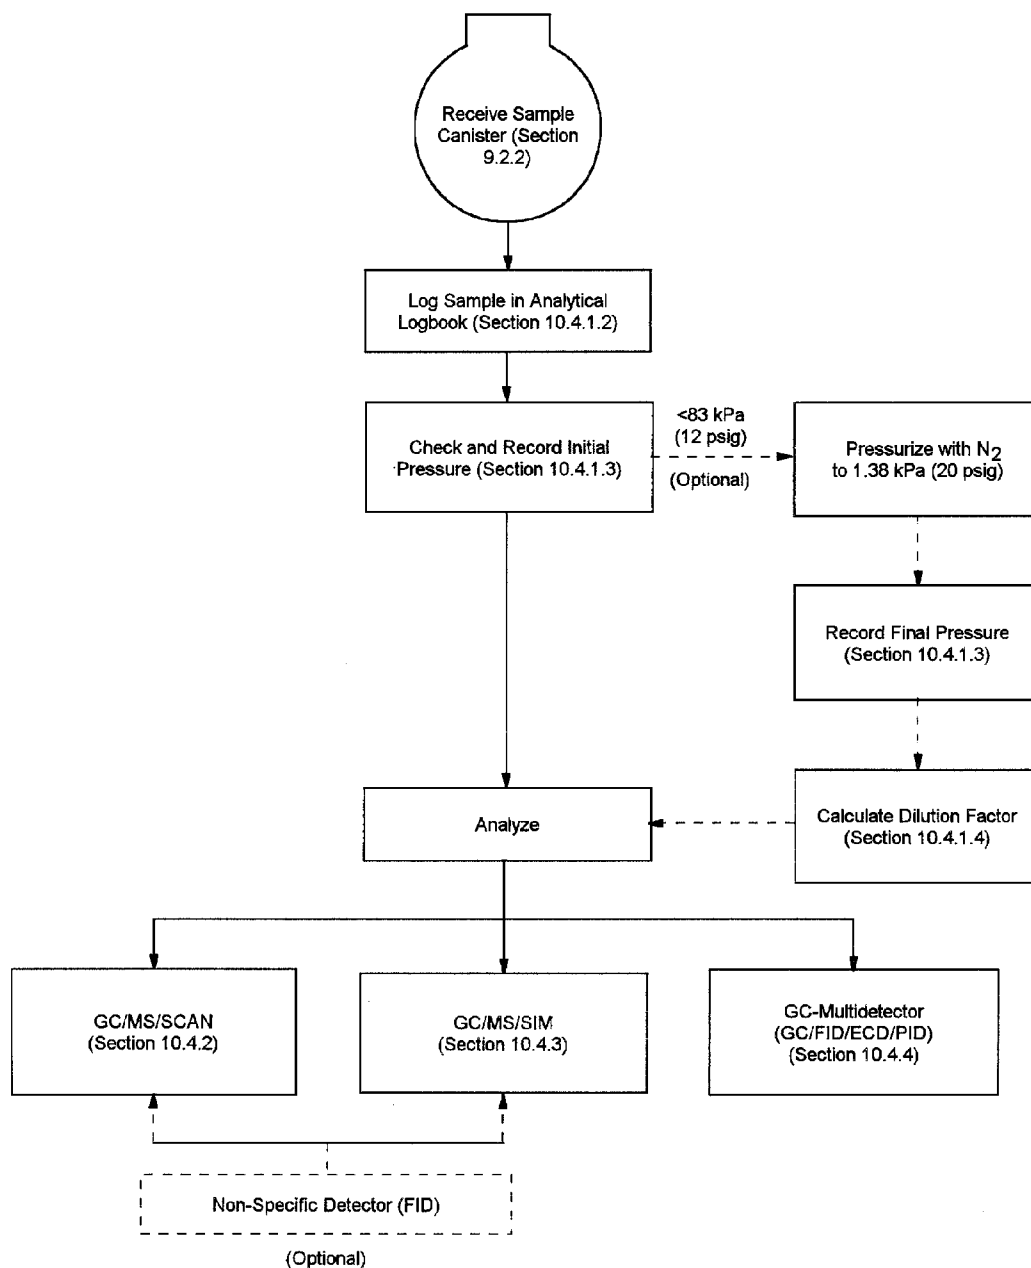 Receive Sample
Canister (Section
9.2.2)
Log Sample in Analytical
Logbook (Section 10.4.1.2)
Check and Record Initial
Pressure (Section 10.4.1.3)
<83 kPa
(12 psig)
(Optional)
Pressurize with N2
to 1.38 kPa (20 psig)
Record Final Pressure
(Section 10.4.1.3)
Calculate Dilution Factor
(Section 10.4.1.4)
Analyze
GC/MS/SCAN
(Section 10.4.2)
GC/MS/SIM
(Section 10.4.3)
GC-Multidetector
(GC/FID/ECD/PID)
(Section 10.4.4)
Non-Specific Detector (FID)
(Optional)